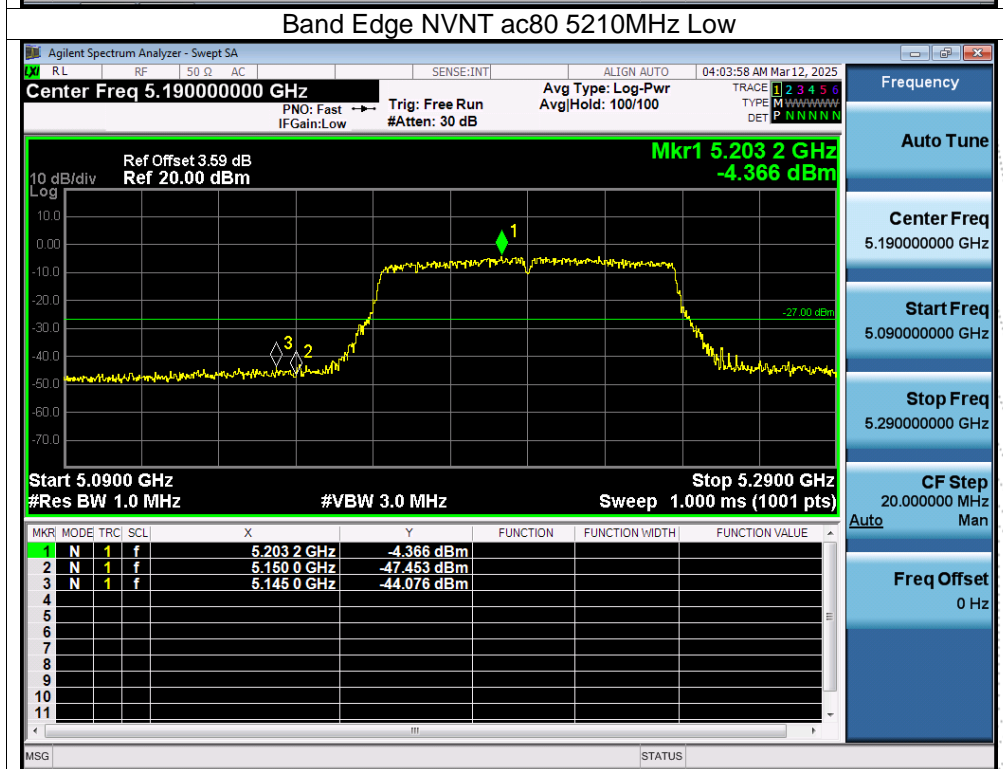 Band Edge NVNT ac80 5210MHz Low
Agilent Spectrum Analyzer - Swept SA
LXI RL RF 50 Ω AC SENSE:INT ALIGN AUTO 04:03:58 AM Mar 12, 2025
Center Freq 5.190000000 GHz Avg Type: Log-Pwr TRACE 1 2 3 4 5 6
PNO: Fast Trig: Free Run Avg|Hold: 100/100 TYPE M WWWWW
IFGain:Low #Atten: 30 dB DET P N N N N N
Ref Offset 3.59 dB Mkr1 5.203 2 GHz
10 dB/div Ref 20.00 dBm -4.366 dBm
Log
10.0
0.00
-10.0
-20.0
-30.0
-40.0
-50.0
-60.0
-70.0
1
-27.00 dBm
3
2
Start 5.0900 GHz Stop 5.2900 GHz
#Res BW 1.0 MHz #VBW 3.0 MHz Sweep 1.000 ms (1001 pts)
MKR MODE TRC SCL X Y FUNCTION FUNCTION WIDTH FUNCTION VALUE
1 N 1 f 5.203 2 GHz -4.366 dBm
2 N 1 f 5.150 0 GHz -47.453 dBm
3 N 1 f 5.145 0 GHz -44.076 dBm
4
5
6
7
8
9
10
11
MSG STATUS
Frequency
Auto Tune
Center Freq
5.190000000 GHz
Start Freq
5.090000000 GHz
Stop Freq
5.290000000 GHz
CF Step
20.000000 MHz
Auto Man
Freq Offset
0 Hz